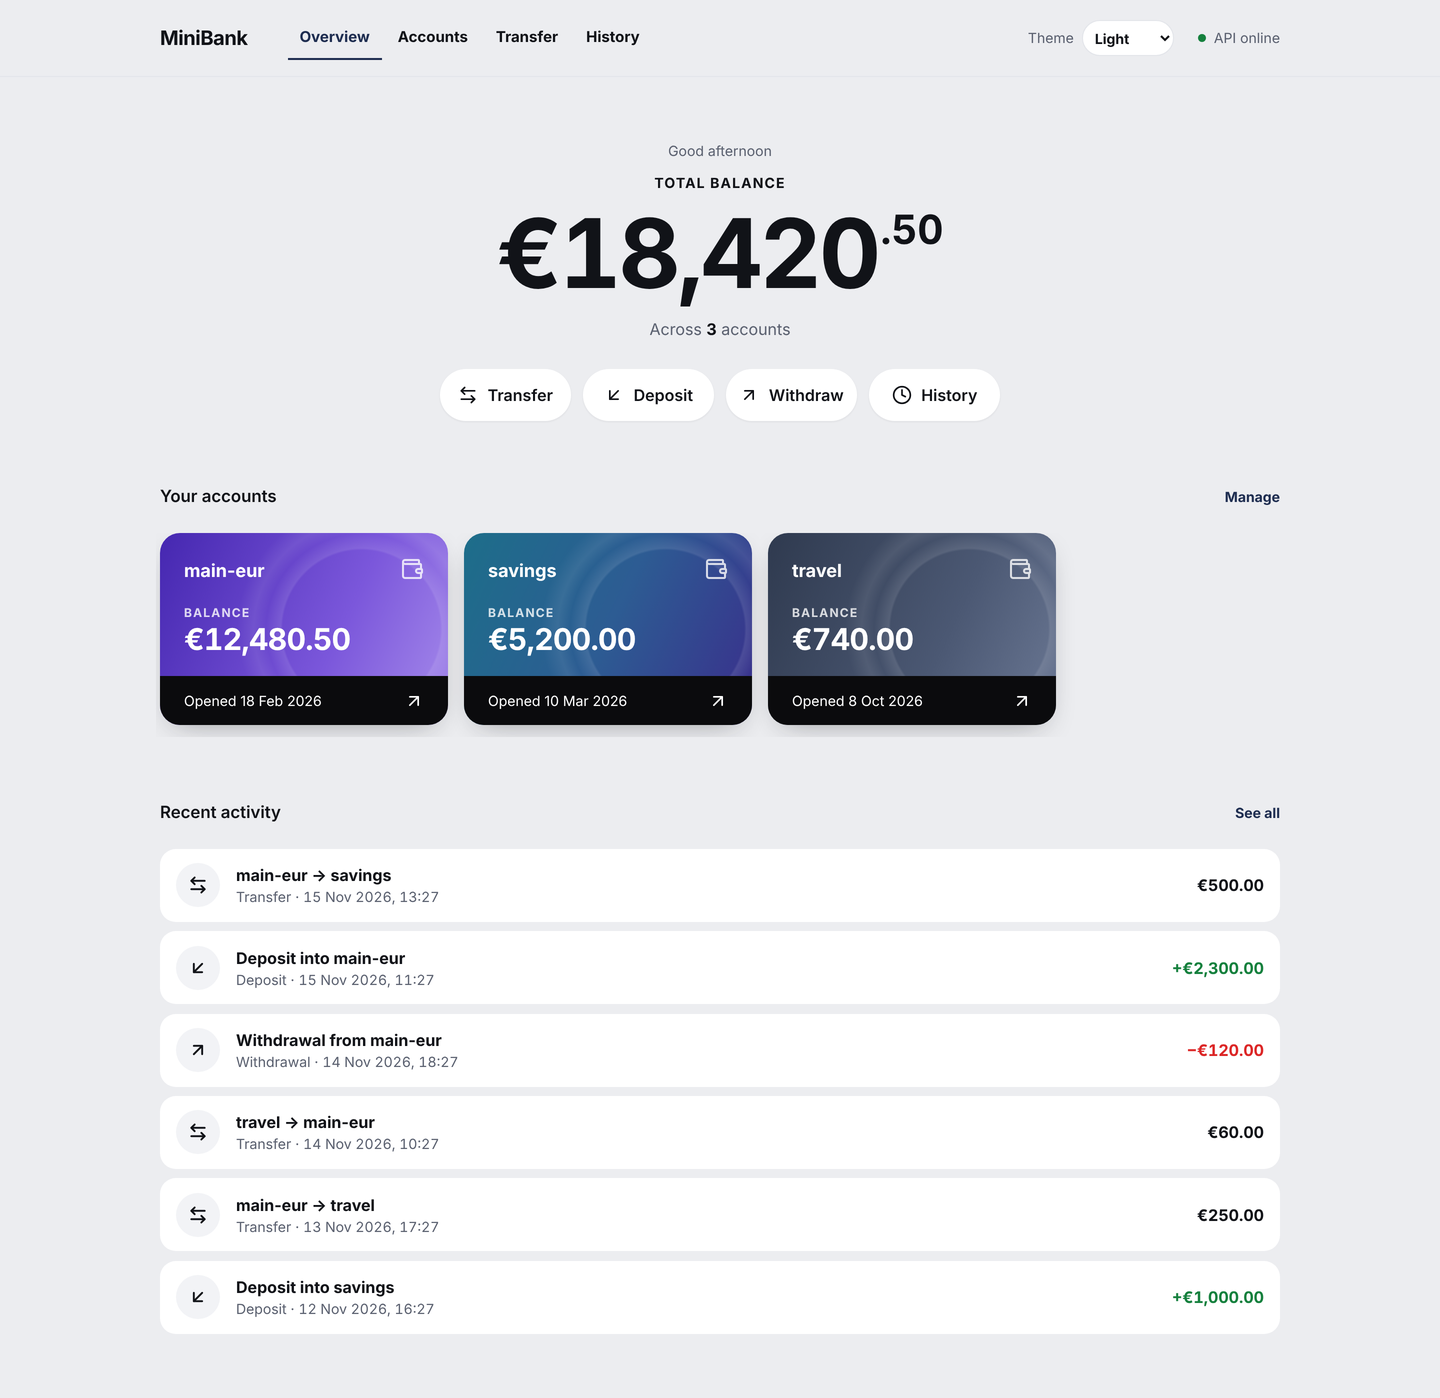 MiniBank Overview Accounts Transfer History Theme Light API online
Good afternoon
TOTAL BALANCE
€18,420.50
Across 3 accounts
Transfer Deposit Withdraw History
Your accounts Manage
main-eur
BALANCE
€12,480.50
Opened 18 Feb 2026
savings
BALANCE
€5,200.00
Opened 10 Mar 2026
travel
BALANCE
€740.00
Opened 8 Oct 2026
Recent activity See all
main-eur → savings
Transfer · 15 Nov 2026, 13:27
€500.00
Deposit into main-eur
Deposit · 15 Nov 2026, 11:27
+€2,300.00
Withdrawal from main-eur
Withdrawal · 14 Nov 2026, 18:27
−€120.00
travel → main-eur
Transfer · 14 Nov 2026, 10:27
€60.00
main-eur → travel
Transfer · 13 Nov 2026, 17:27
€250.00
Deposit into savings
Deposit · 12 Nov 2026, 16:27
+€1,000.00